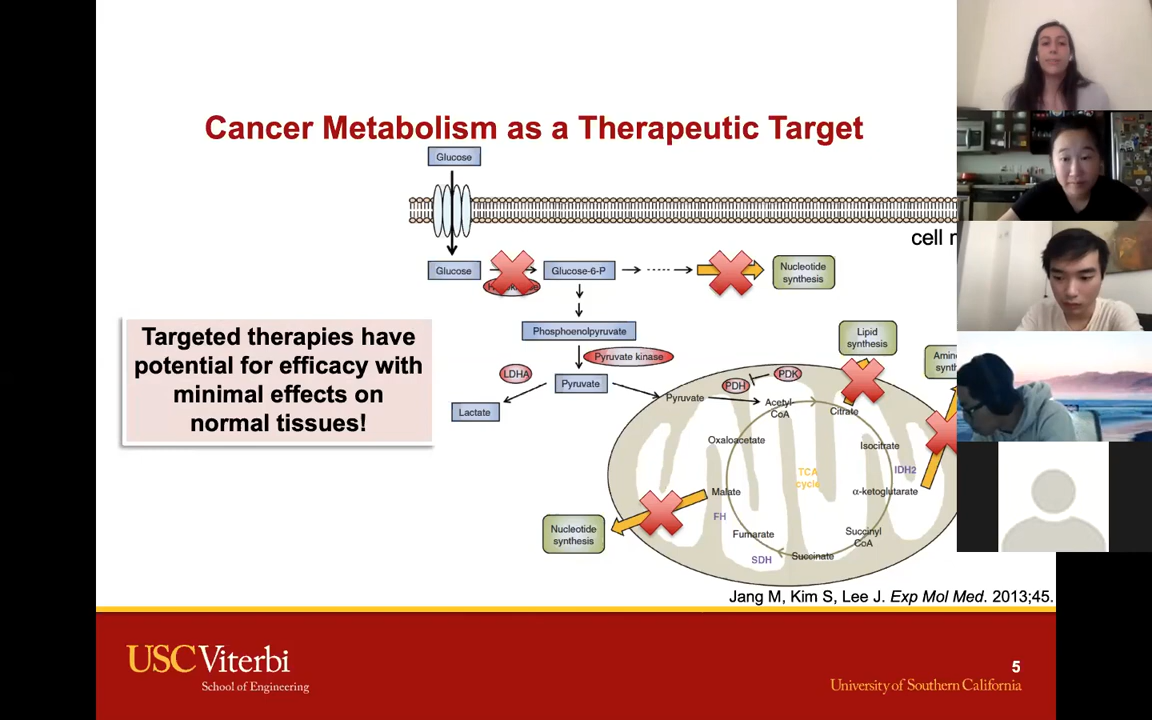 Cancer Metabolism as a Therapeutic Target
Glucose
cell
Glucose
Glucose-6-P
Nucleotide
synthesis
Targeted therapies have
potential for efficacy with
minimal effects on
normal tissues!
Phosphoenolpyruvate
Pyruvate kinase
LDHA
Pyruvate
Lactate
Lipid
synthesis
PDH
PDK
Pyruvate
Acetyl-
CoA
Citrate
Oxaloacetate
Isocitrate
TCA
cycle
IDH2
α-ketoglutarate
Malate
FH
Fumarate
Succinyl
CoA
SDH
Succinate
Nucleotide
synthesis
Jang M, Kim S, Lee J. Exp Mol Med. 2013;45.
USC Viterbi
School of Engineering
5
University of Southern California